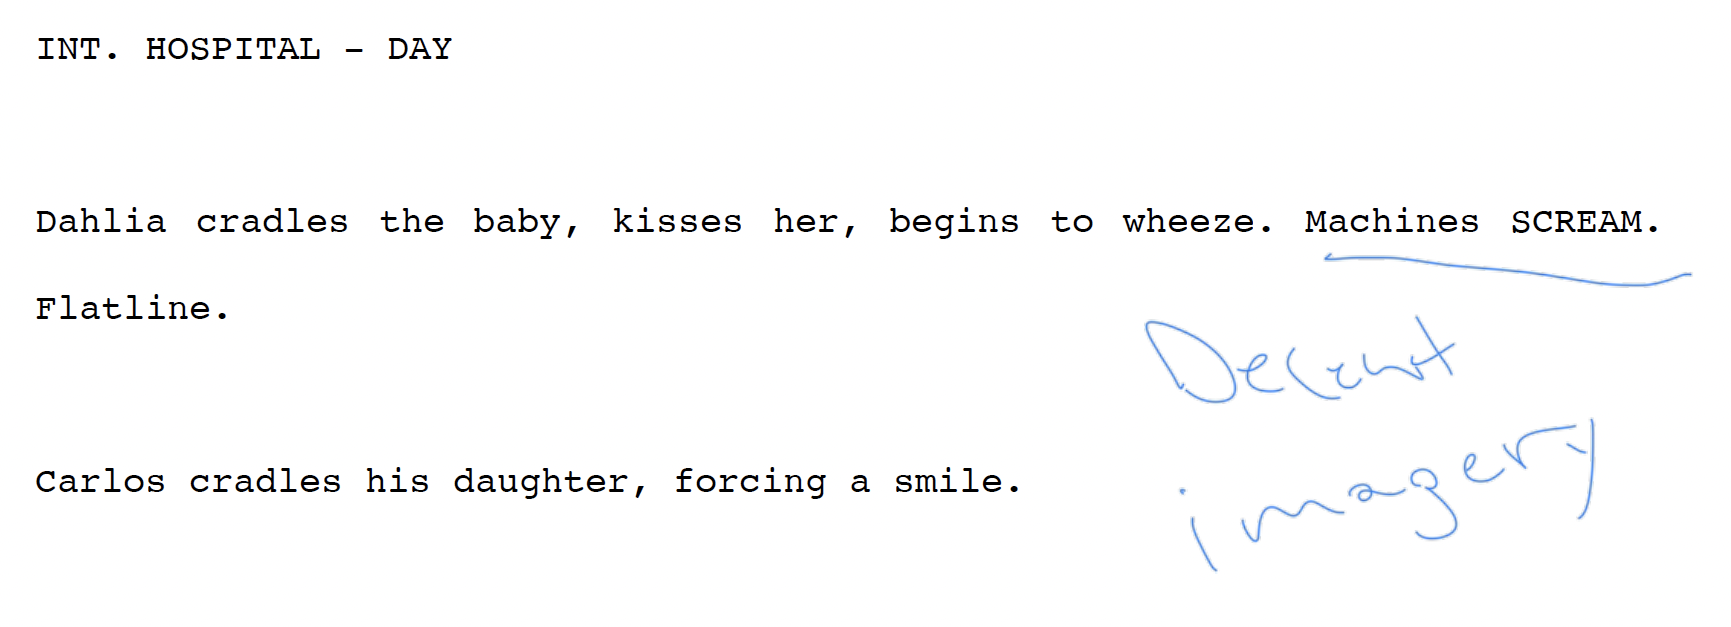 INT. HOSPITAL – DAY
Dahlia cradles the baby, kisses her, begins to wheeze. Machines SCREAM.
Flatline.
Carlos cradles his daughter, forcing a smile.
imagery